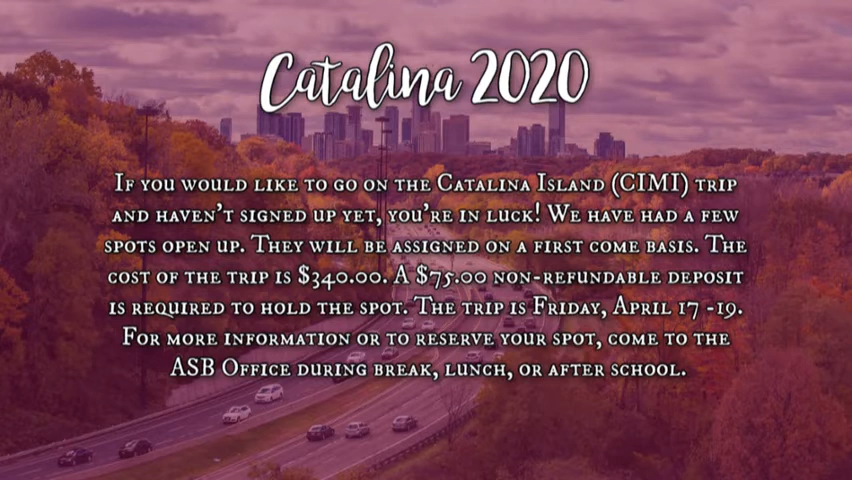 Catalina 2020
If you would like to go on the Catalina Island (CIMI) trip
and haven't signed up yet, you're in luck! We have had a few
spots open up. They will be assigned on a first come basis. The
cost of the trip is $340.00. A $75.00 non-refundable deposit
is required to hold the spot. The trip is Friday, April 17 -19.
For more information or to reserve your spot, come to the
ASB Office during break, lunch, or after school.